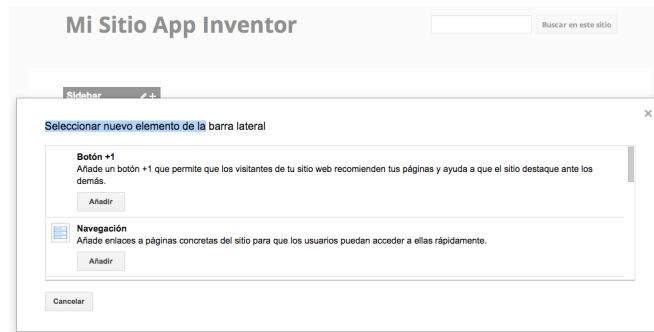 Mi Sitio App Inventor
Buscar en este sitio
Sidebar
Seleccionar nuevo elemento de la barra lateral
Botón +1
Añade un botón +1 que permite que los visitantes de tu sitio web recomienden tus páginas y ayuda a que el sitio destaque ante los
demás.
Añadir
Navegación
Añade enlaces a páginas concretas del sitio para que los usuarios puedan acceder a ellas rápidamente.
Añadir
Cancelar